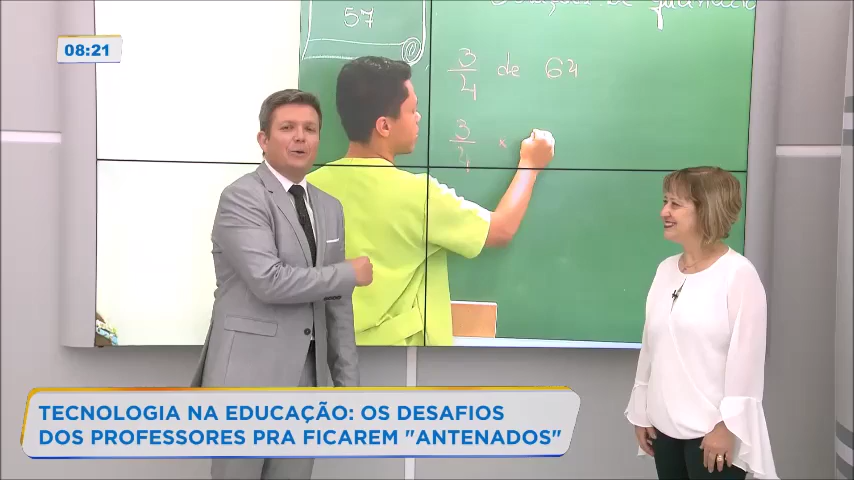 08:21
57
de
3/4 de 64
3/4 x
TECNOLOGIA NA EDUCAÇÃO: OS DESAFIOS
DOS PROFESSORES PRA FICAREM "ANTENADOS"